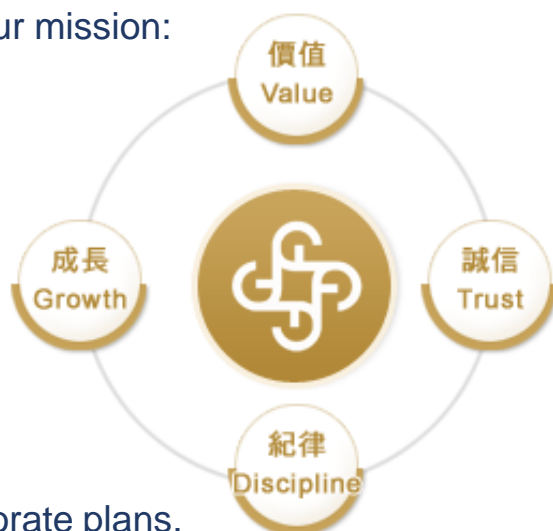 ur mission:
價值
Value
成長
Growth
誠信
Trust
紀律
Discipline
orate plans.